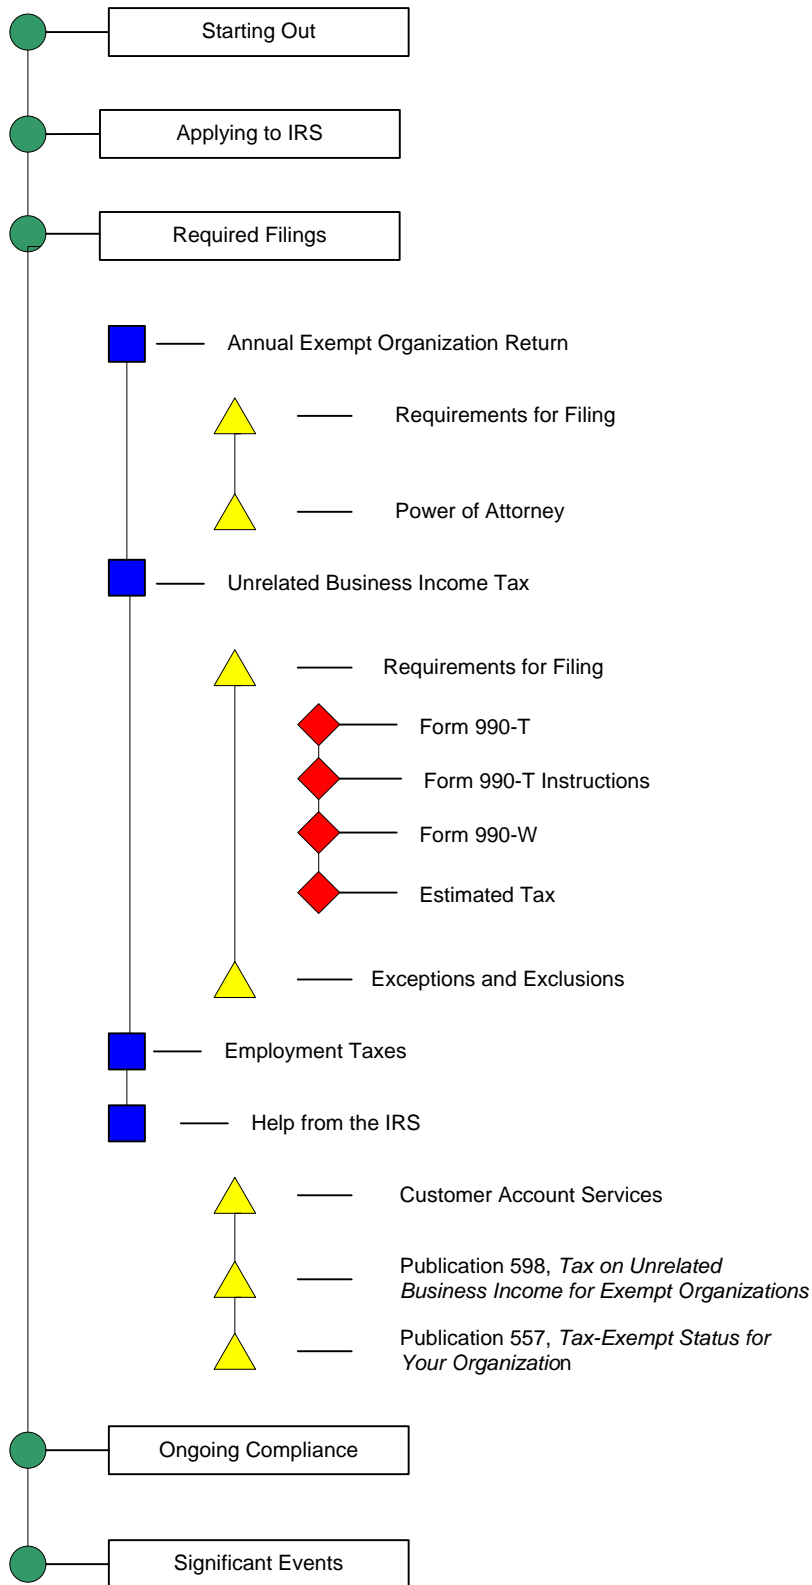 Starting Out
Applying to IRS
Required Filings
Annual Exempt Organization Return
Requirements for Filing
Power of Attorney
Unrelated Business Income Tax
Requirements for Filing
Form 990-T
Form 990-T Instructions
Form 990-W
Estimated Tax
Exceptions and Exclusions
Employment Taxes
Help from the IRS
Customer Account Services
Publication 598, Tax on Unrelated
Business Income for Exempt Organizations
Publication 557, Tax-Exempt Status for
Your Organization
Ongoing Compliance
Significant Events